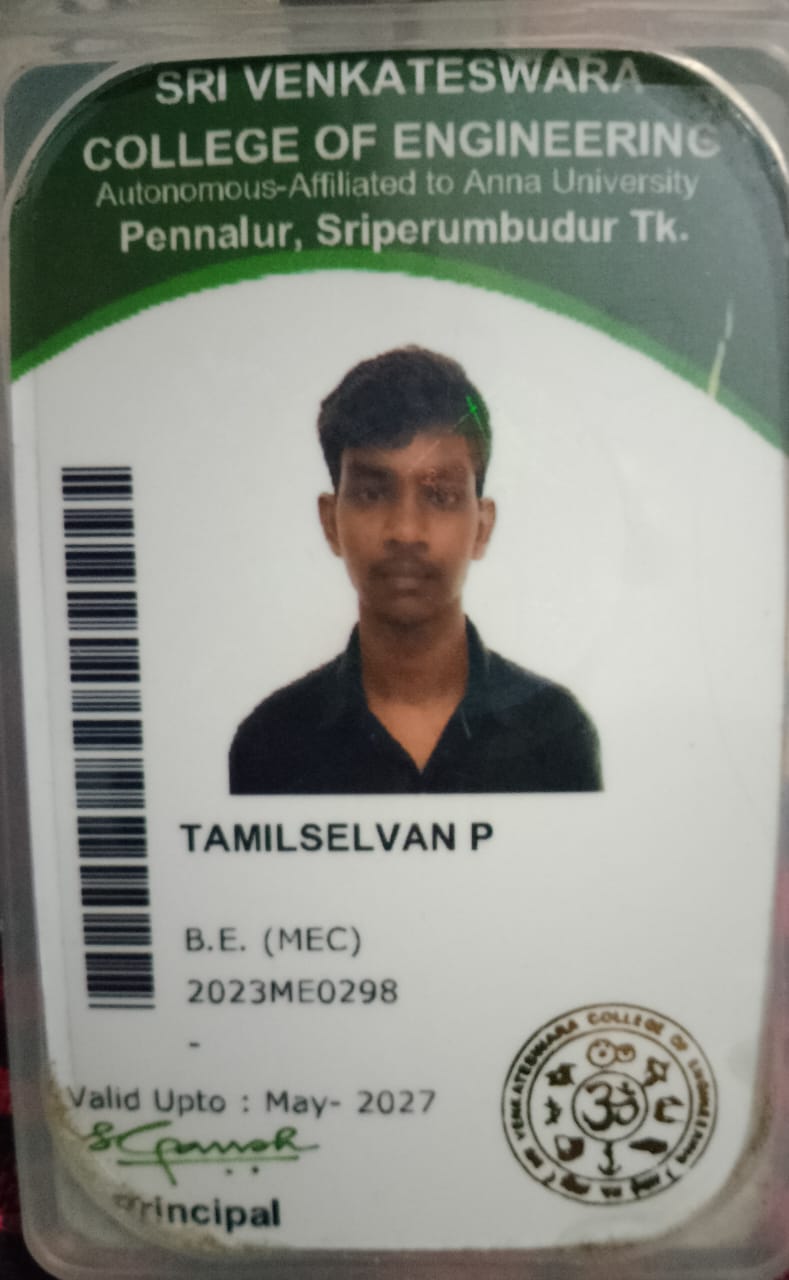 SRI VENKATESWARA
COLLEGE OF ENGINEERING
Autonomous-Affiliated to Anna University
Pennalur, Sriperumbudur Tk.
TAMILSELVAN P
B.E. (MEC)
2023ME0298
-
Valid Upto : May- 2027
Principal
SRI VENKATESWARA COLLEGE OF ENGINEERING
ॐ